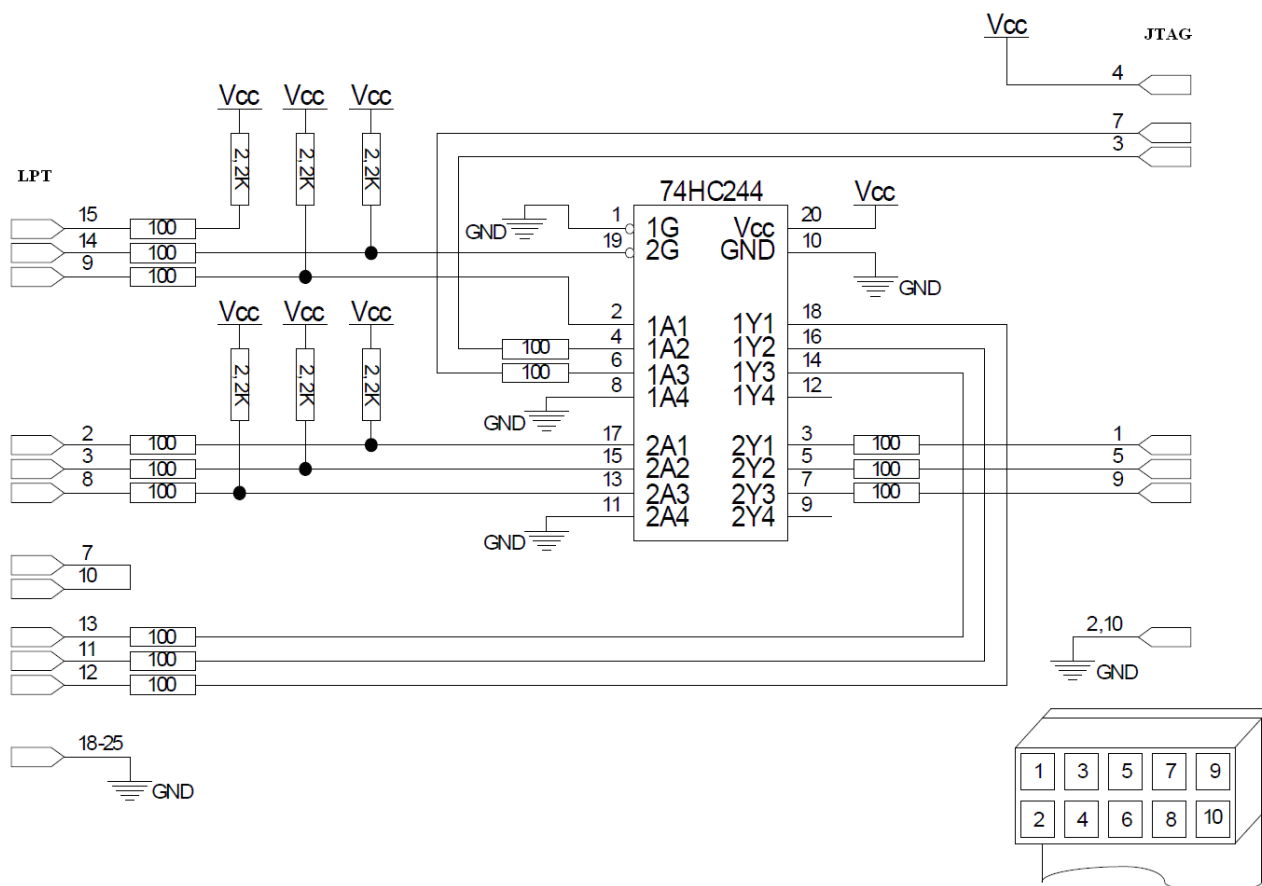 Vcc JTAG
4
Vcc Vcc Vcc
7
3
2,2K 2,2K 2,2K
LPT
74HC244
Vcc
15 100
GND 1 1G Vcc 20
14 100
19 2G GND 10
9 100
GND
Vcc Vcc Vcc
2 1A1 1Y1 18
100 4 1A2 1Y2 16
100 6 1A3 1Y3 14
2,2K 2,2K 2,2K
8 1A4 1Y4 12
GND
2 100 17 2A1 2Y1 3 100 1
3 100 15 2A2 2Y2 5 100 5
8 100 13 2A3 2Y3 7 100 9
11 2A4 2Y4 9
GND
7
10
13 100
2,10
11 100
GND
12 100
18-25
GND
1 3 5 7 9
2 4 6 8 10